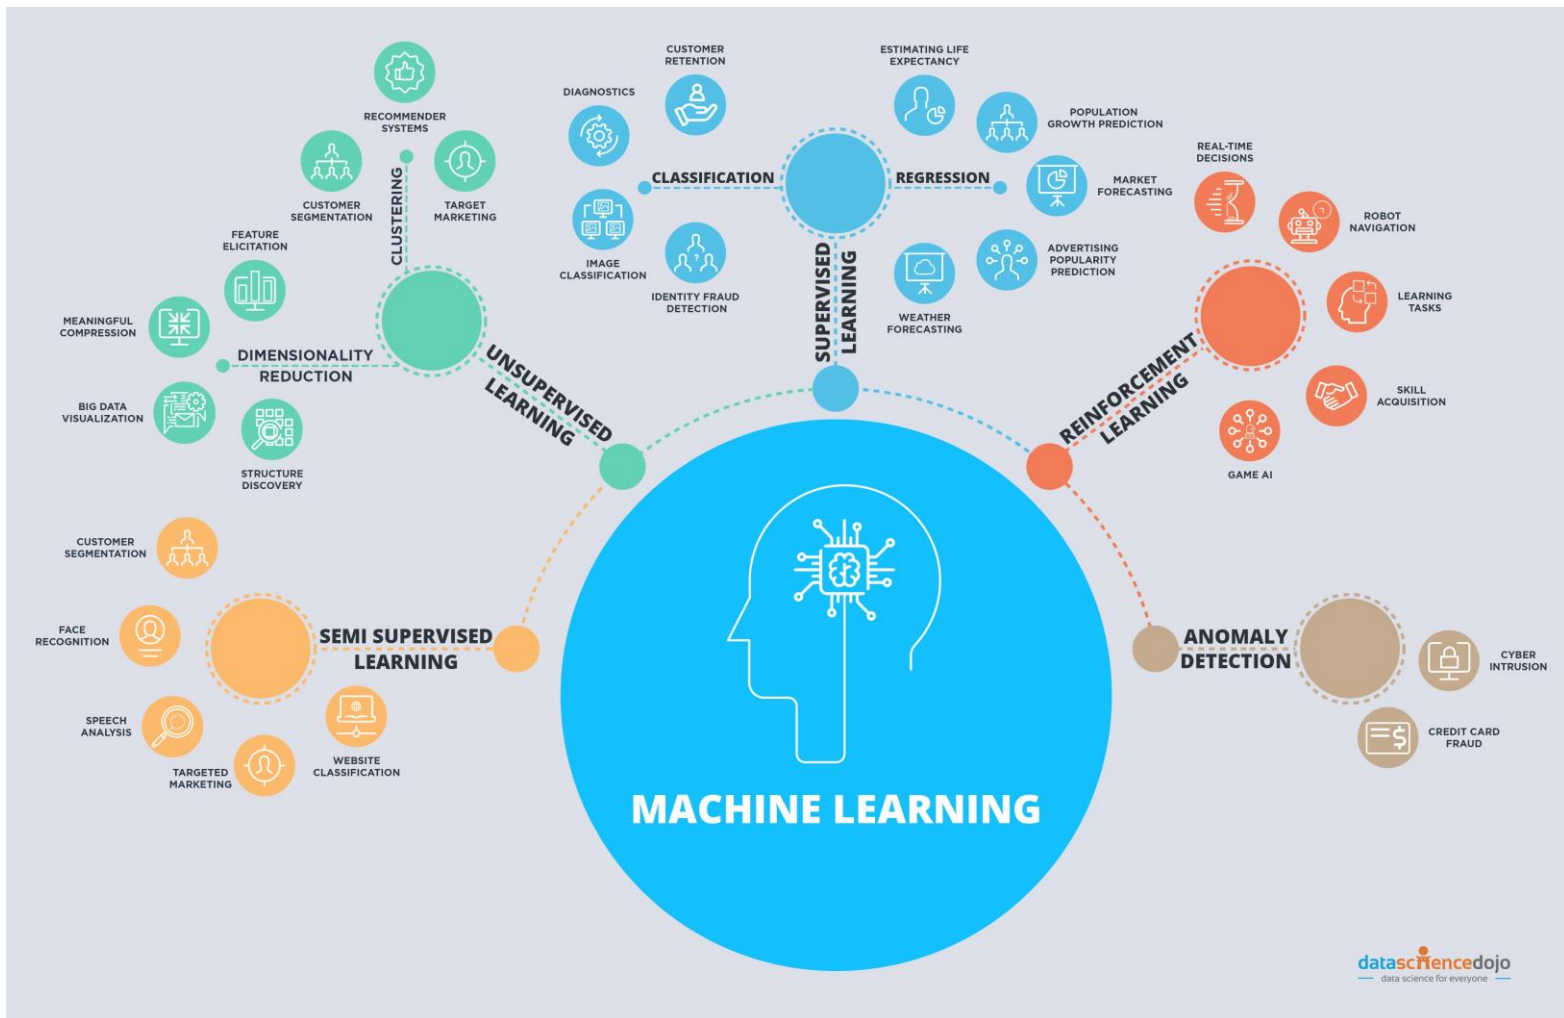 RECOMMENDER
SYSTEMS
CUSTOMER
SEGMENTATION
TARGET
MARKETING
CLUSTERING
FEATURE
ELICITATION
MEANINGFUL
COMPRESSION
DIMENSIONALITY
REDUCTION
BIG DATA
VISUALIZATION
STRUCTURE
DISCOVERY
UNSUPERVISED
LEARNING
CUSTOMER
RETENTION
DIAGNOSTICS
CLASSIFICATION
IMAGE
CLASSIFICATION
IDENTITY FRAUD
DETECTION
ESTIMATING LIFE
EXPECTANCY
POPULATION
GROWTH PREDICTION
REGRESSION
MARKET
FORECASTING
ADVERTISING
POPULARITY
PREDICTION
WEATHER
FORECASTING
SUPERVISED
LEARNING
REAL-TIME
DECISIONS
ROBOT
NAVIGATION
LEARNING
TASKS
SKILL
ACQUISITION
GAME AI
REINFORCEMENT
LEARNING
CUSTOMER
SEGMENTATION
FACE
RECOGNITION
SEMI SUPERVISED
LEARNING
SPEECH
ANALYSIS
TARGETED
MARKETING
WEBSITE
CLASSIFICATION
ANOMALY
DETECTION
CYBER
INTRUSION
CREDIT CARD
FRAUD
MACHINE LEARNING
datasciencedojo
data science for everyone